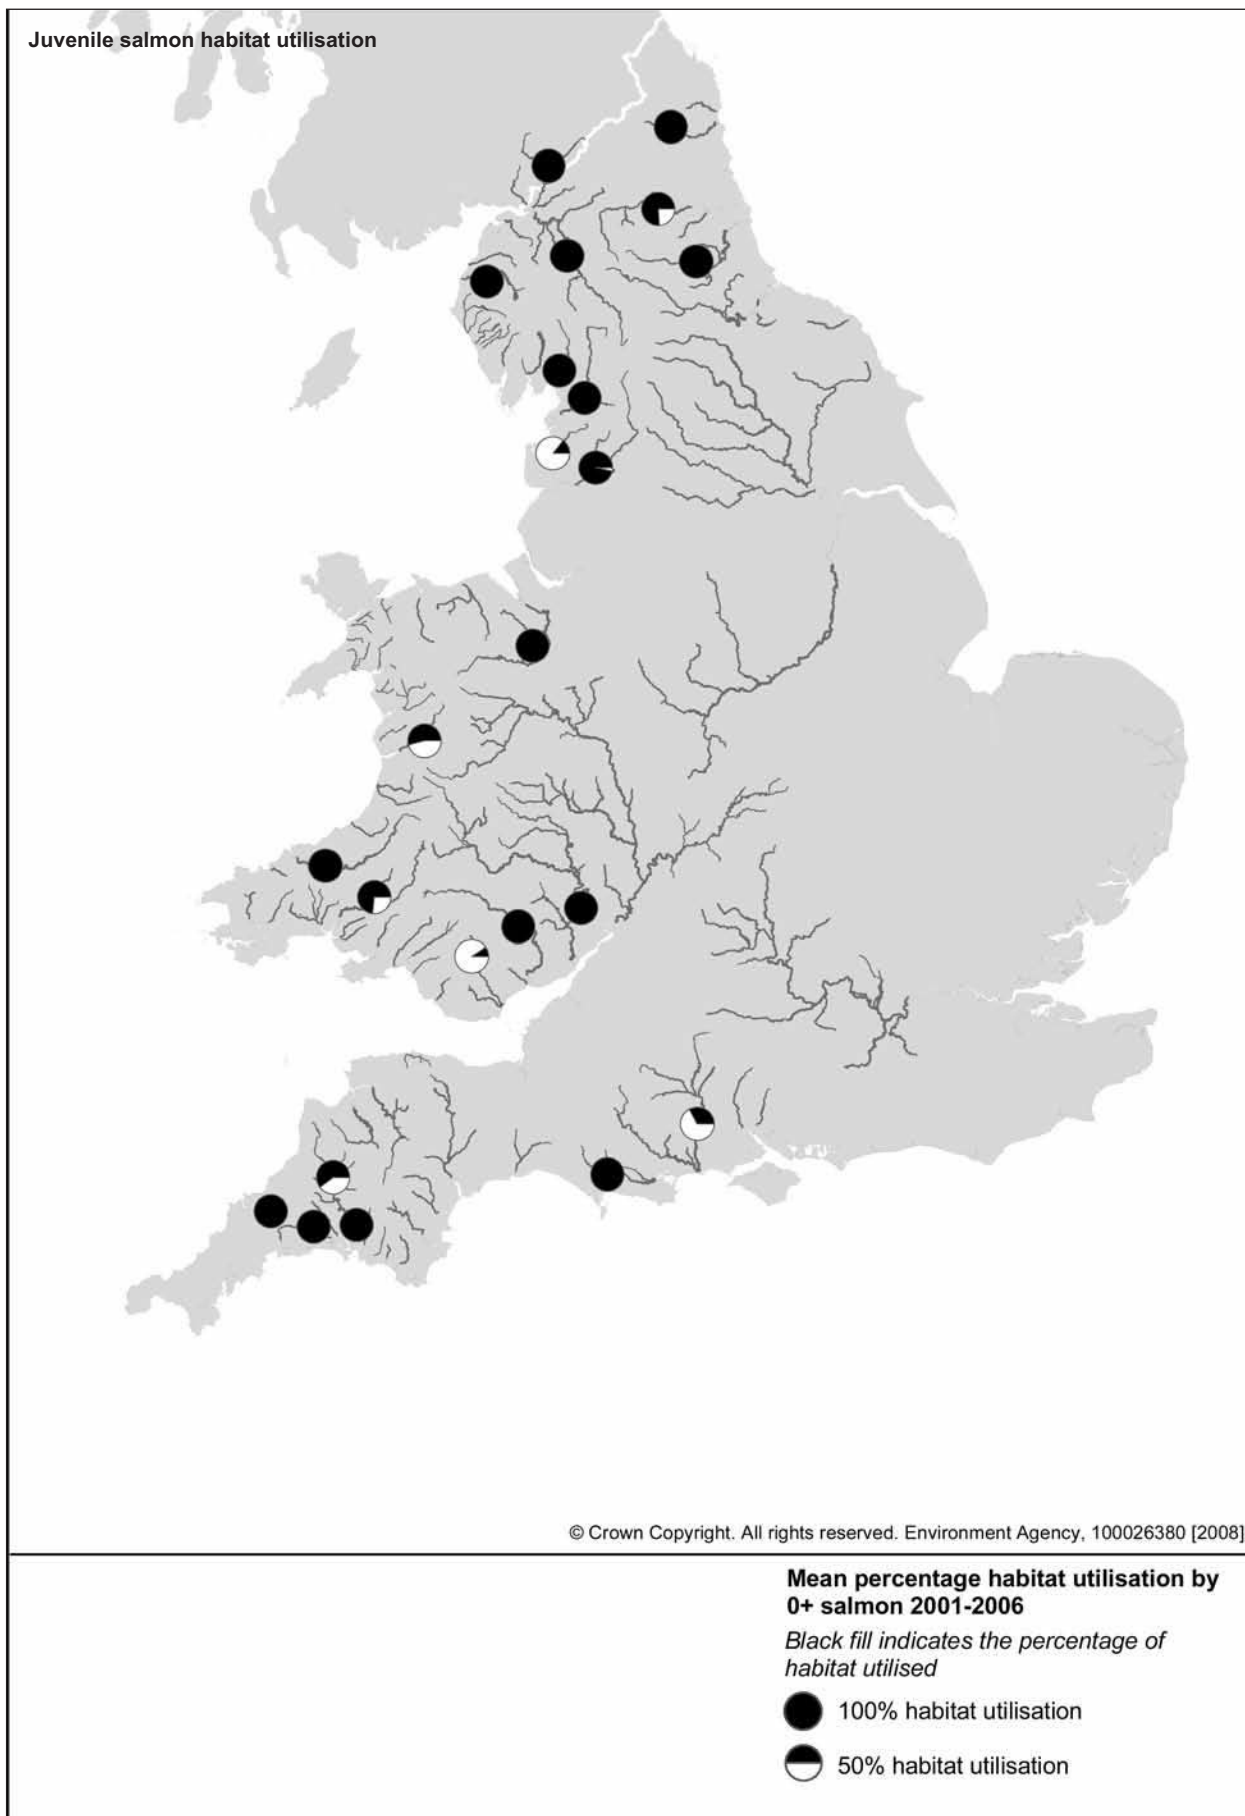 Juvenile salmon habitat utilisation
© Crown Copyright. All rights reserved. Environment Agency, 100026380 [2008]
Mean percentage habitat utilisation by
0+ salmon 2001-2006
Black fill indicates the percentage of
habitat utilised
100% habitat utilisation
50% habitat utilisation